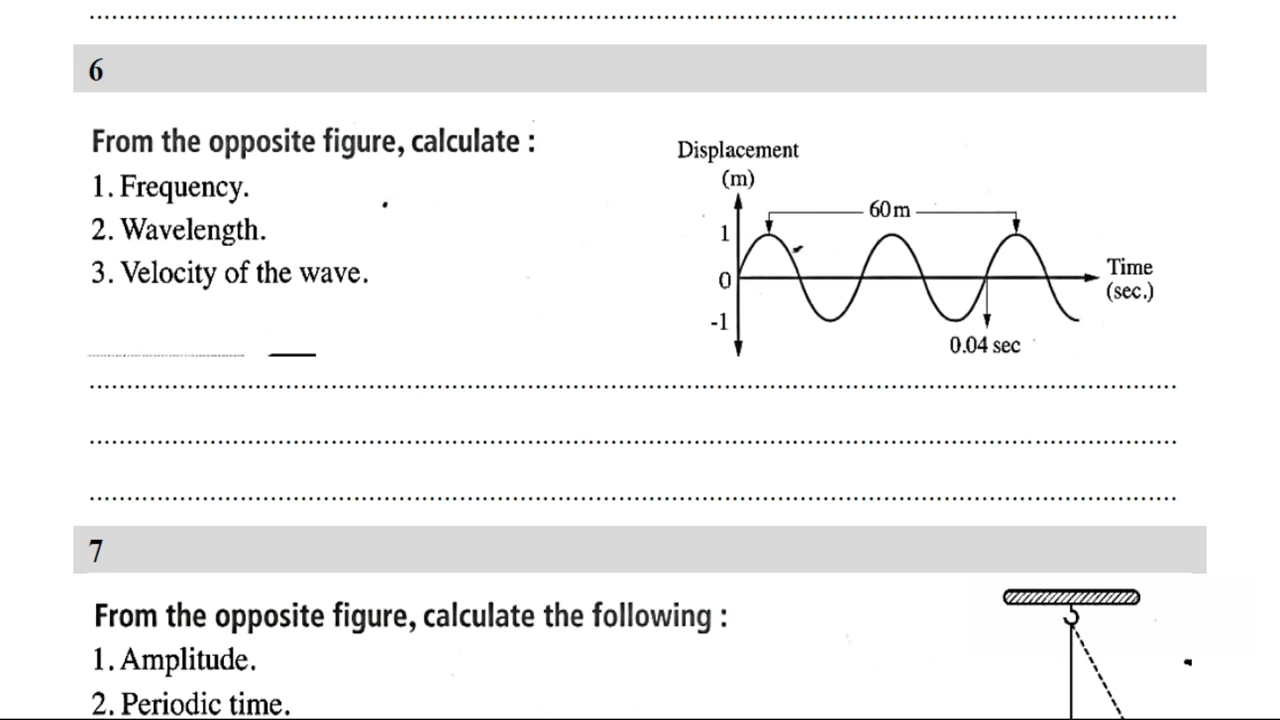 6
From the opposite figure, calculate :
1. Frequency.
2. Wavelength.
3. Velocity of the wave.
Displacement
(m)
60 m
1
0
-1
Time
(sec.)
0.04 sec
7
From the opposite figure, calculate the following :
1. Amplitude.
2. Periodic time.